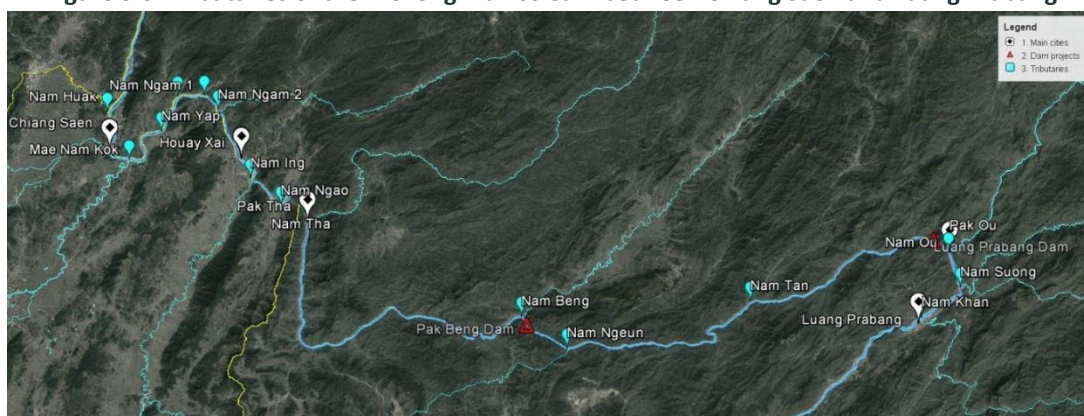 Legend
1. Main cities
2. Dam projects
3. Tributaries
Nam Ngam 1
Nam Huak
Nam Ngam 2
Chiang Saen
Nam Yap
Houay Xai
Mae Nam Kok
Nam Ing
Nam Ngao
Pak Tha
Nam Tha
Pak Ou
Nam Ou
Luang Prabang Dam
Nam Suong
Nam Tan
Nam Beng
Nam Khan
Luang Prabang
Pak Beng Dam
Nam Ngeun